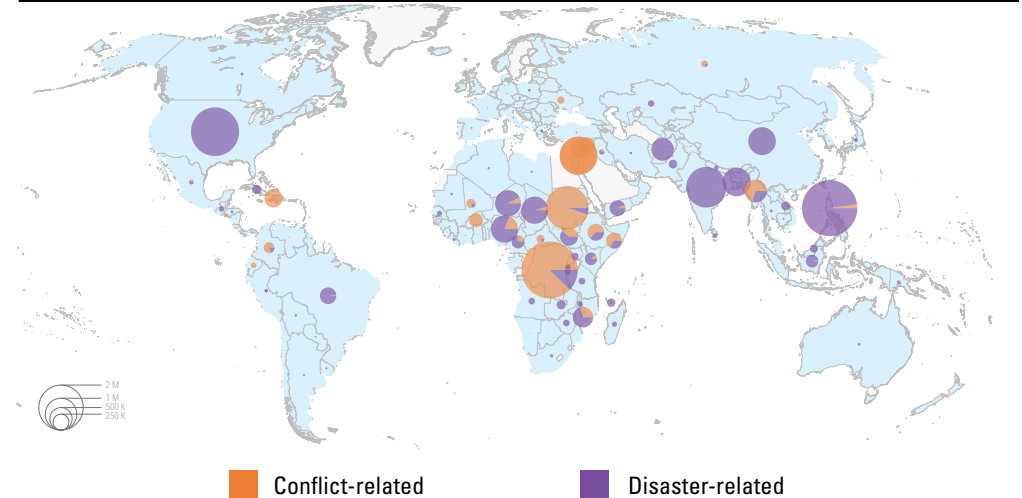 2 M
1 M
500 K
250 K
Conflict-related
Disaster-related